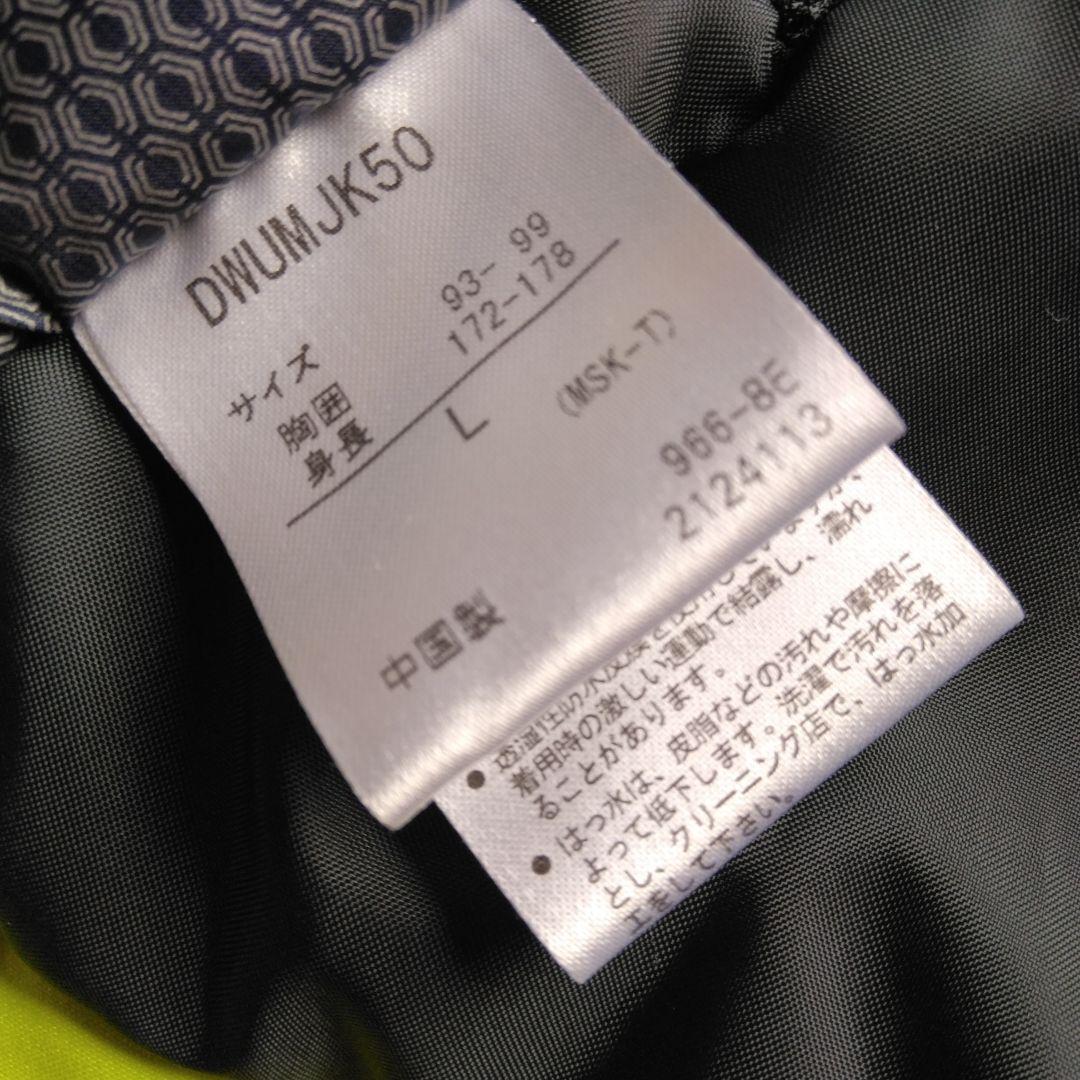 DWUMJK50
サイズ
胸囲 93- 99
身長 172-178
L (MSK-T)
966-8E
2124113
中国製
着用時の激しい運動で結露し、濡れ
ることがあります。
● はっ水は、皮脂などの汚れや摩擦に
よって低下します。洗濯で汚れを落
とし、クリーニング店で、はっ水加
工をして下さい。